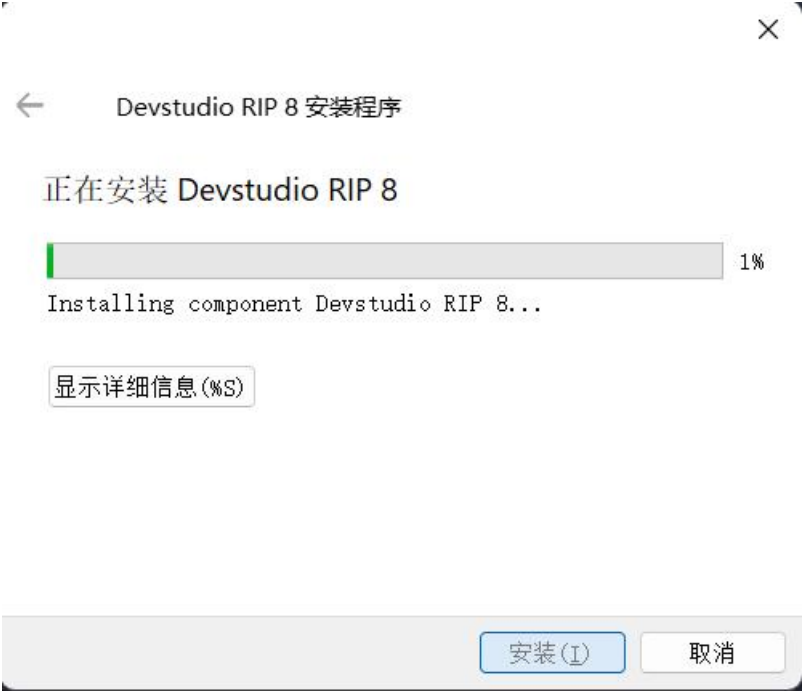 Devstudio RIP 8 安装程序
正在安装 Devstudio RIP 8
1%
Installing component Devstudio RIP 8...
显示详细信息(%S)
安装(I)
取消